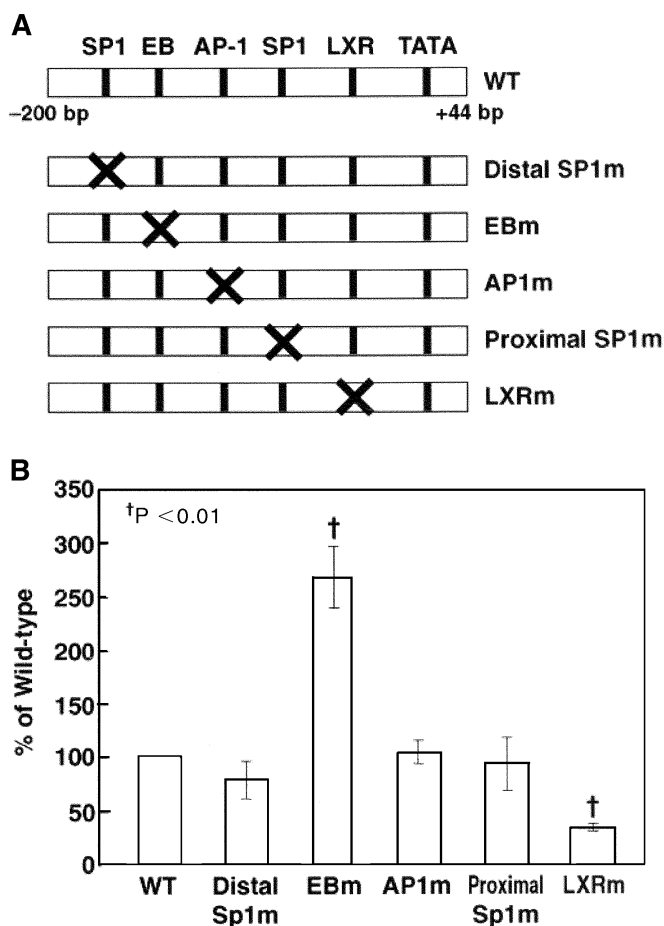 A
SP1 EB AP-1 SP1 LXR TATA
WT
–200 bp +44 bp
Distal SP1m
EBm
AP1m
Proximal SP1m
LXRm
B
†P <0.01
% of Wild-type
350
300
250
200
150
100
50
0
†
†
WT Distal Sp1m EBm AP1m Proximal Sp1m LXRm